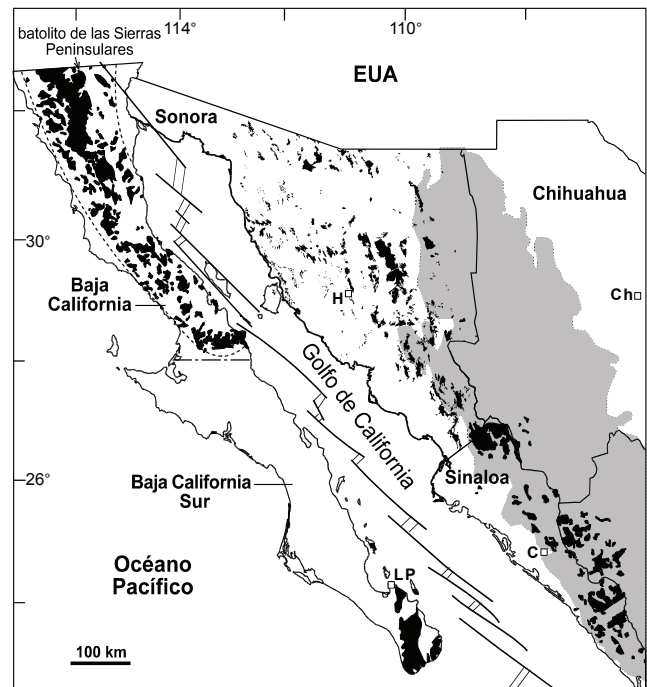 114°
110°
batolito de las Sierras
Peninsulares
EUA
Sonora
Chihuahua
30°
Baja
California
H
Ch
Golfo de California
Sinaloa
26°
Baja California
Sur
C
Océano
Pacífico
LP
100 km